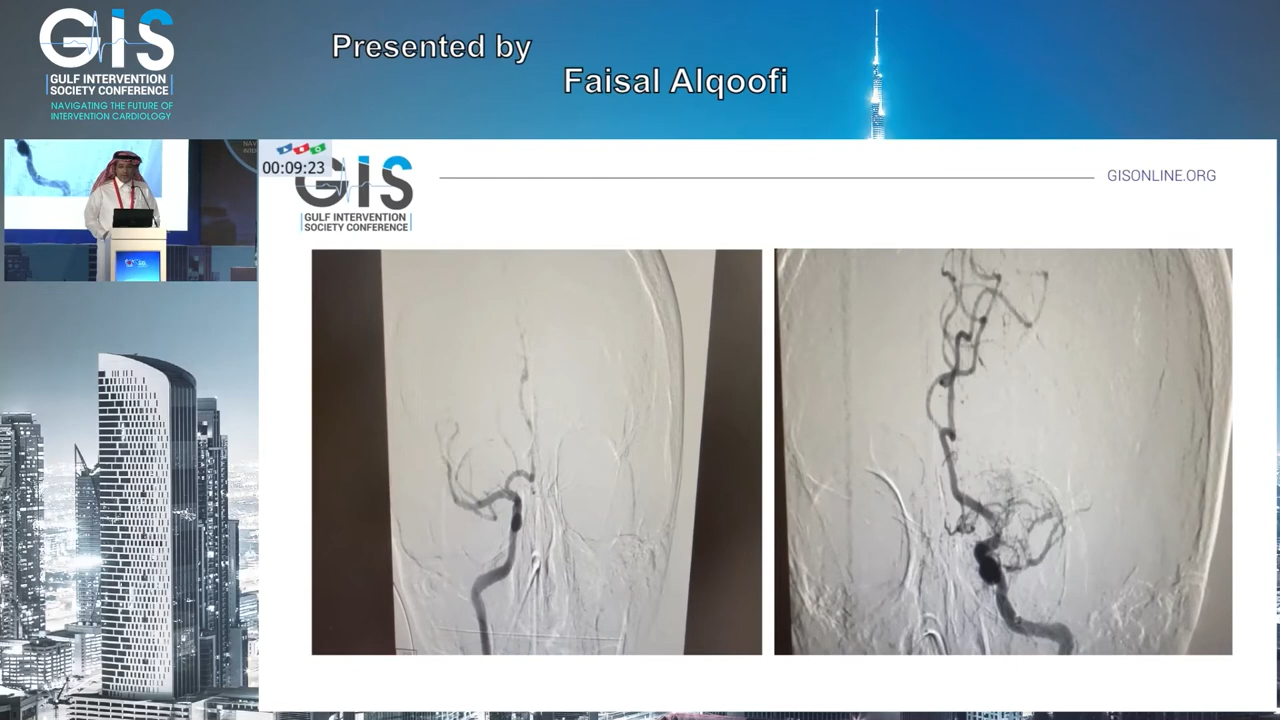 GIS
GULF INTERVENTION
SOCIETY CONFERENCE
NAVIGATING THE FUTURE OF
INTERVENTION CARDIOLOGY
Presented by
Faisal Alqoofi
00:09:23
GIS
GULF INTERVENTION
SOCIETY CONFERENCE
GISONLINE.ORG